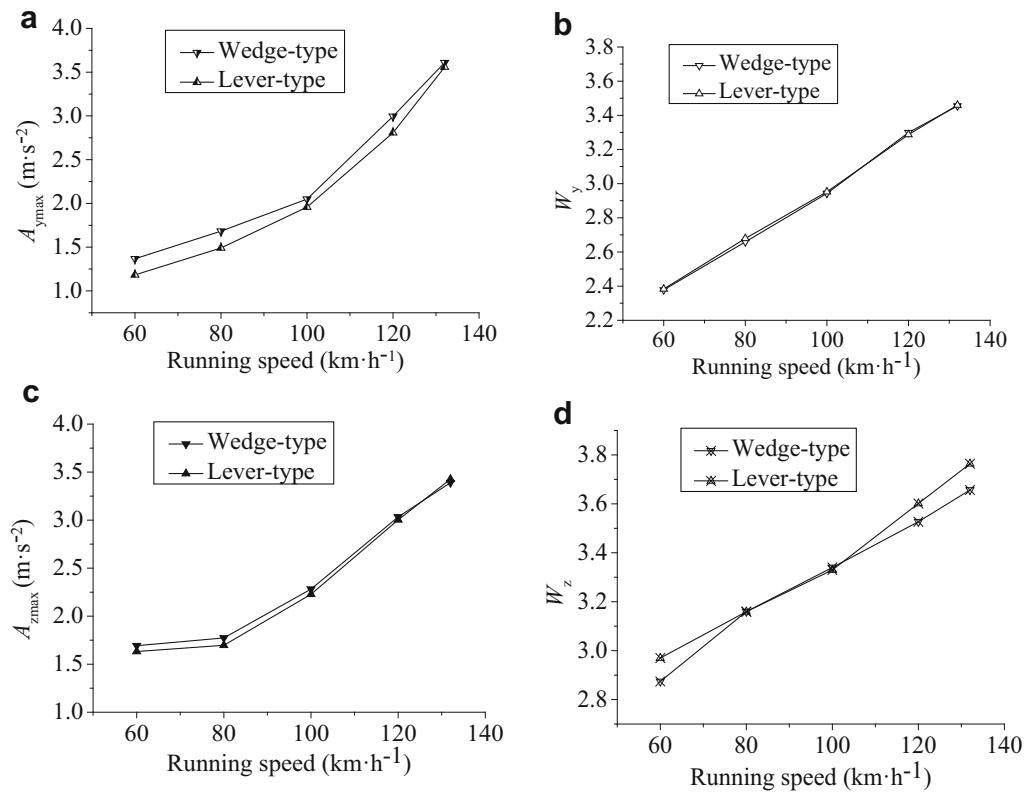 a
4.0
3.5
3.0
2.5
2.0
1.5
1.0
A_ymax (m·s⁻²)
Wedge-type
Lever-type
60 80 100 120 140
Running speed (km·h⁻¹)
b
3.8
3.6
3.4
3.2
3.0
2.8
2.6
2.4
2.2
W_y
Wedge-type
Lever-type
60 80 100 120 140
Running speed (km·h⁻¹)
c
4.0
3.5
3.0
2.5
2.0
1.5
1.0
A_zmax (m·s⁻²)
Wedge-type
Lever-type
60 80 100 120 140
Running speed (km·h⁻¹)
d
3.8
3.6
3.4
3.2
3.0
2.8
W_z
Wedge-type
Lever-type
60 80 100 120 140
Running speed (km·h⁻¹)